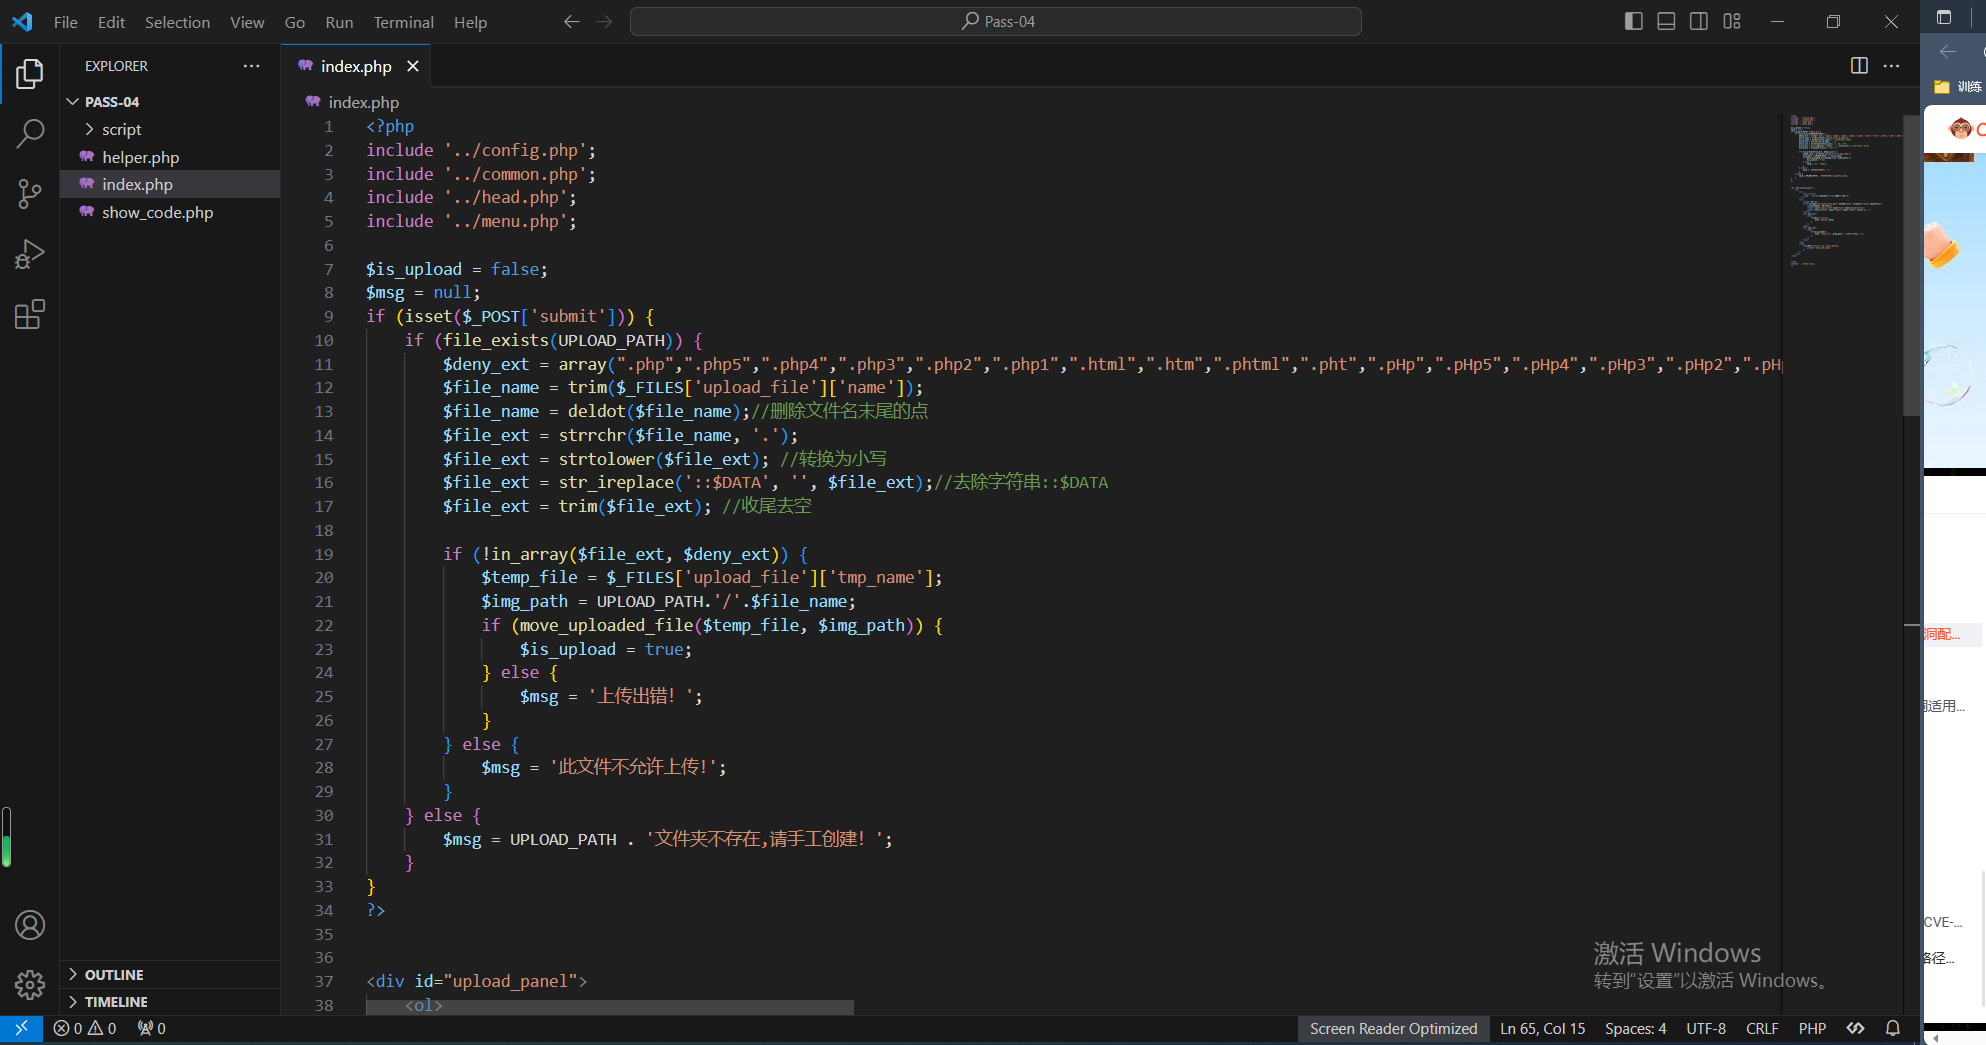 File Edit Selection View Go Run Terminal Help
Pass-04
训练
EXPLORER
index.php
PASS-04
script
helper.php
index.php
show_code.php
index.php
1 <?php
2 include '../config.php';
3 include '../common.php';
4 include '../head.php';
5 include '../menu.php';
6
7 $is_upload = false;
8 $msg = null;
9 if (isset($_POST['submit'])) {
10 if (file_exists(UPLOAD_PATH)) {
11 $deny_ext = array(".php",".php5",".php4",".php3",".php2",".php1",".html",".htm",".phtml",".pht",".pHp",".pHp5",".pHp4",".pHp3",".pHp2",".pHp
12 $file_name = trim($_FILES['upload_file']['name']);
13 $file_name = deldot($file_name);//删除文件名末尾的点
14 $file_ext = strrchr($file_name, '.');
15 $file_ext = strtolower($file_ext); //转换为小写
16 $file_ext = str_ireplace('::$DATA', '', $file_ext);//去除字符串::$DATA
17 $file_ext = trim($file_ext); //收尾去空
18
19 if (!in_array($file_ext, $deny_ext)) {
20 $temp_file = $_FILES['upload_file']['tmp_name'];
21 $img_path = UPLOAD_PATH.'/'.$file_name;
22 if (move_uploaded_file($temp_file, $img_path)) {
23 $is_upload = true;
24 } else {
25 $msg = '上传出错！';
26 }
27 } else {
28 $msg = '此文件不允许上传!';
29 }
30 } else {
31 $msg = UPLOAD_PATH . '文件夹不存在,请手工创建！';
32 }
33 }
34 ?>
35
36
37 <div id="upload_panel">
38 <ol>
洞配...
适用...
CVE-...
路径...
OUTLINE
TIMELINE
激活 Windows
转到“设置”以激活 Windows。
0 0 0
Screen Reader Optimized Ln 65, Col 15 Spaces: 4 UTF-8 CRLF PHP